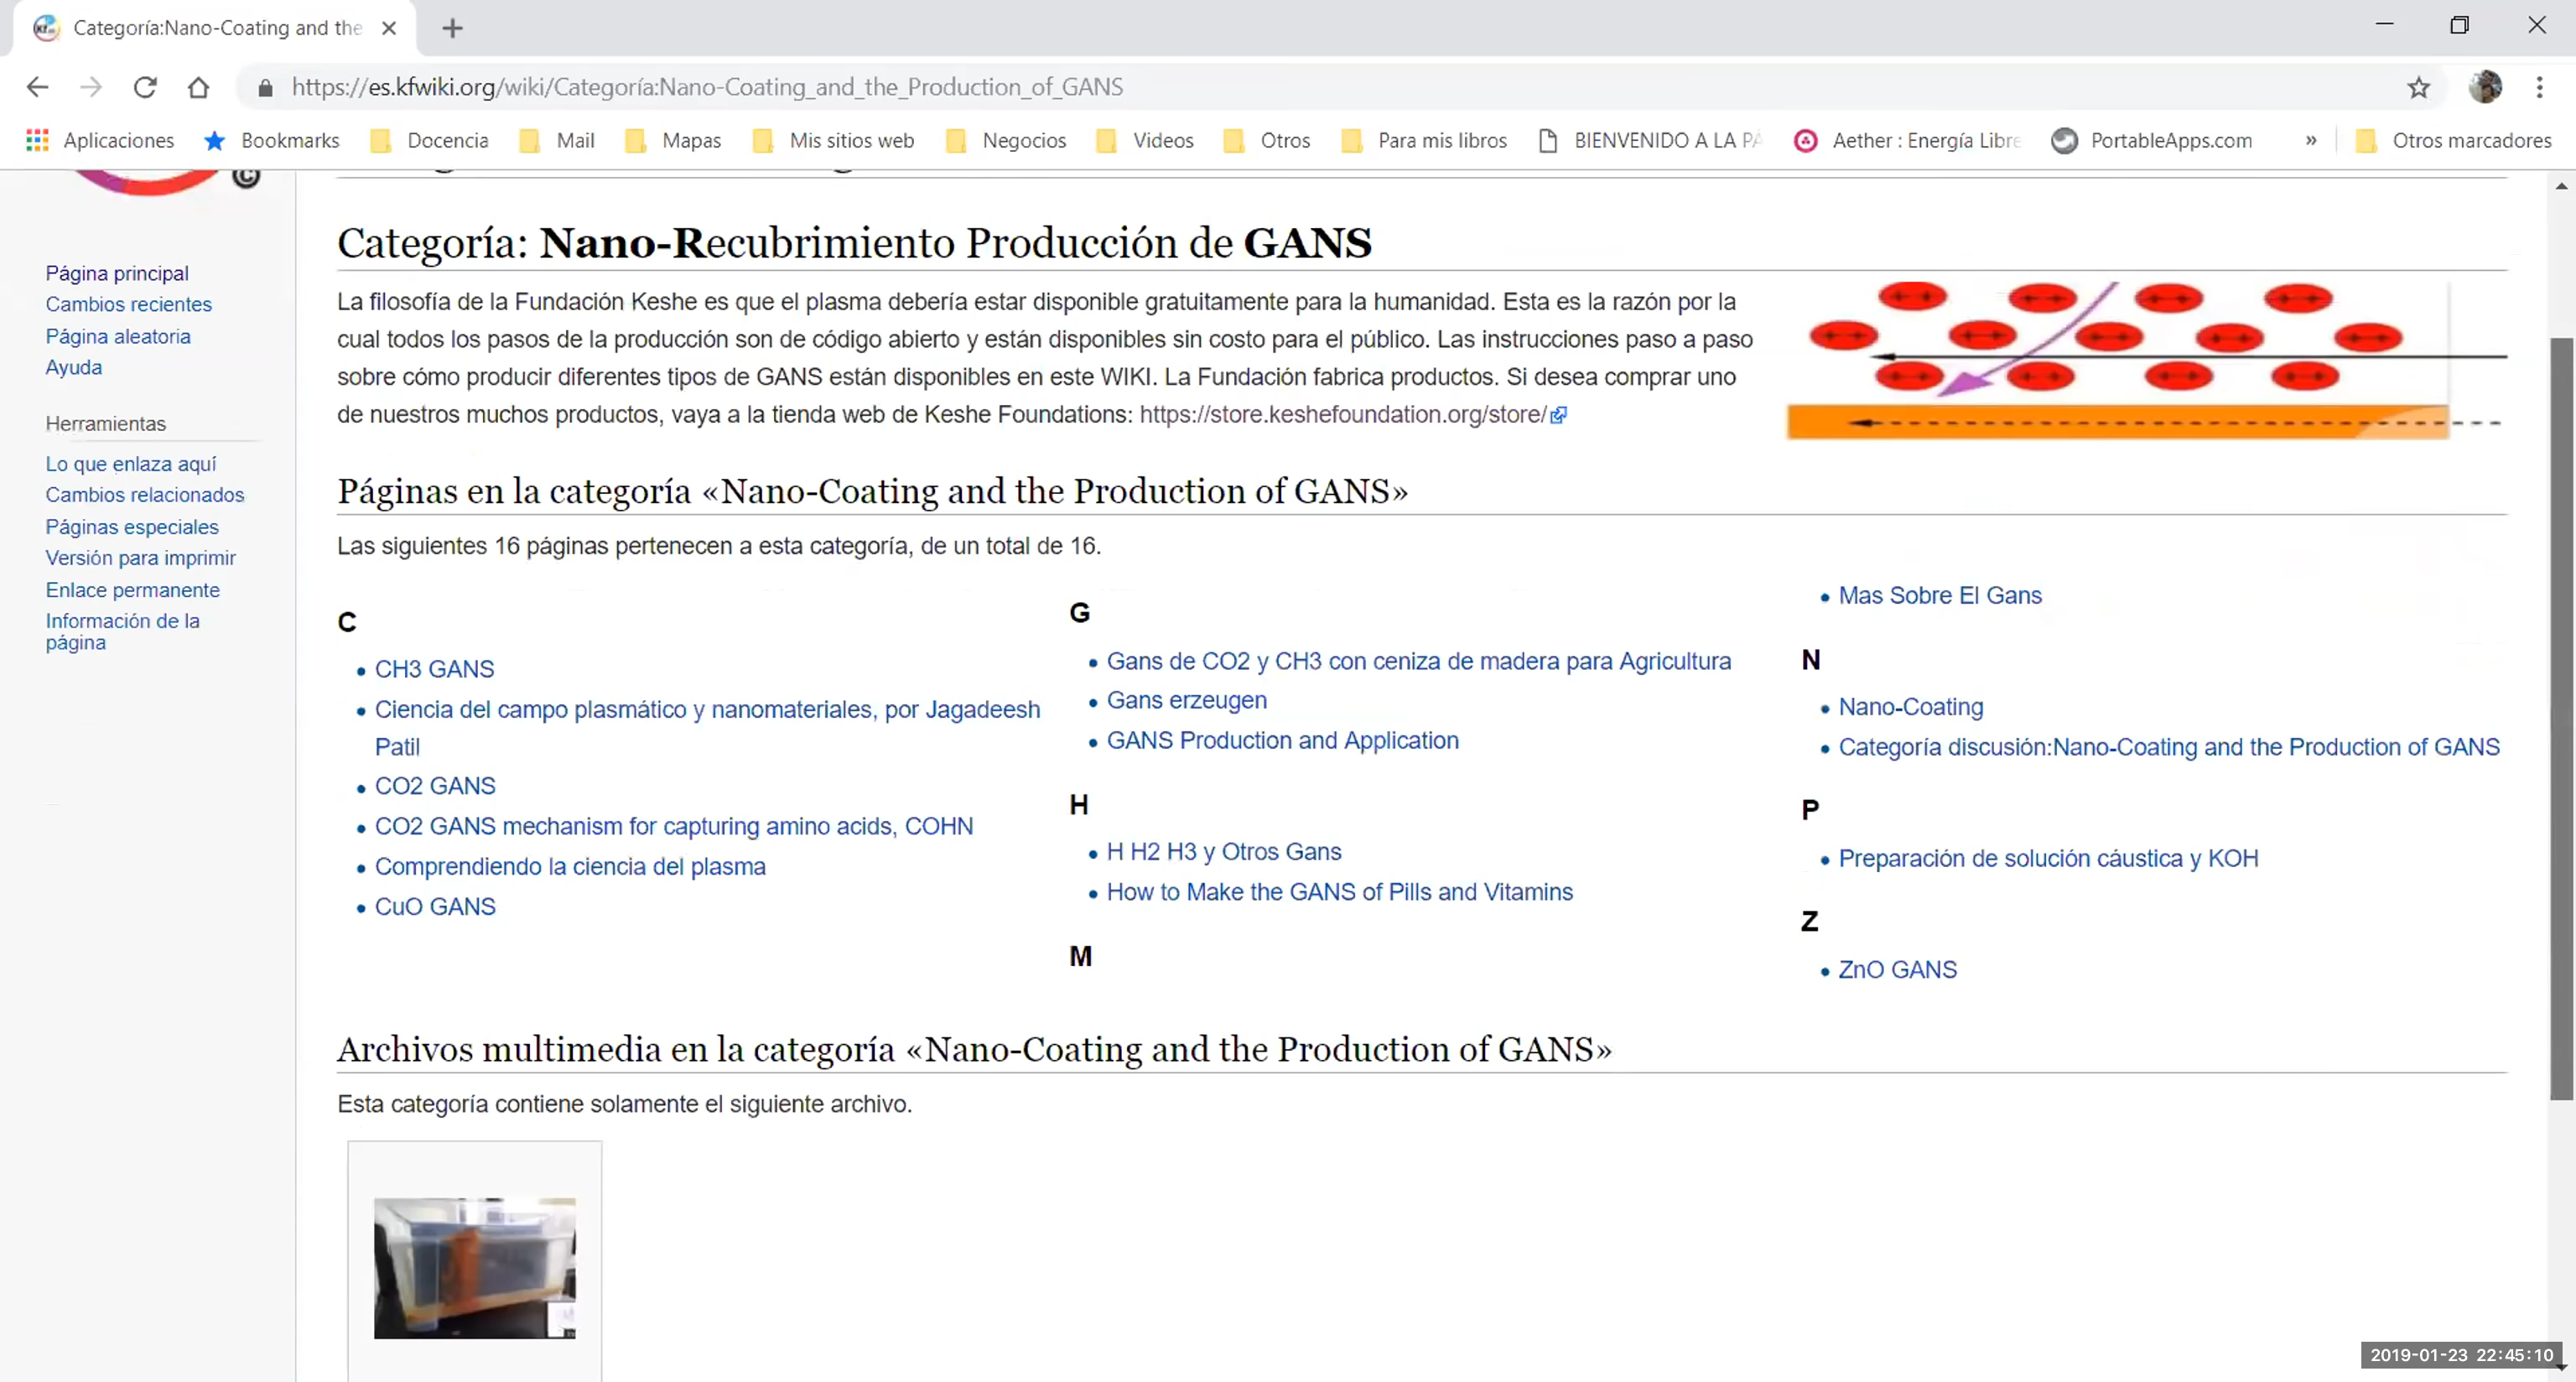 Categoría:Nano-Coating and the
https://es.kfwiki.org/wiki/Categoría:Nano-Coating_and_the_Production_of_GANS
Aplicaciones Bookmarks Docencia Mail Mapas Mis sitios web Negocios Videos Otros Para mis libros BIENVENIDO A LA PÁ Aether : Energía Libre PortableApps.com » Otros marcadores
©
Página principal
Cambios recientes
Página aleatoria
Ayuda
Herramientas
Lo que enlaza aquí
Cambios relacionados
Páginas especiales
Versión para imprimir
Enlace permanente
Información de la
página
Categoría: Nano-Recubrimiento Producción de GANS
La filosofía de la Fundación Keshe es que el plasma debería estar disponible gratuitamente para la humanidad. Esta es la razón por la
cual todos los pasos de la producción son de código abierto y están disponibles sin costo para el público. Las instrucciones paso a paso
sobre cómo producir diferentes tipos de GANS están disponibles en este WIKI. La Fundación fabrica productos. Si desea comprar uno
de nuestros muchos productos, vaya a la tienda web de Keshe Foundations: https://store.keshefoundation.org/store/
Páginas en la categoría «Nano-Coating and the Production of GANS»
Las siguientes 16 páginas pertenecen a esta categoría, de un total de 16.
C
CH3 GANS
Ciencia del campo plasmático y nanomateriales, por Jagadeesh
Patil
CO2 GANS
CO2 GANS mechanism for capturing amino acids, COHN
Comprendiendo la ciencia del plasma
CuO GANS
G
Gans de CO2 y CH3 con ceniza de madera para Agricultura
Gans erzeugen
GANS Production and Application
H
H H2 H3 y Otros Gans
How to Make the GANS of Pills and Vitamins
M
Mas Sobre El Gans
N
Nano-Coating
Categoría discusión:Nano-Coating and the Production of GANS
P
Preparación de solución cáustica y KOH
Z
ZnO GANS
Archivos multimedia en la categoría «Nano-Coating and the Production of GANS»
Esta categoría contiene solamente el siguiente archivo.
2019-01-23 22:45:10